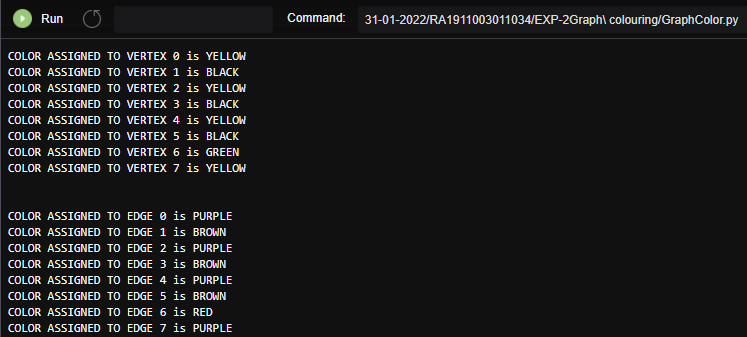 Run Command: 31-01-2022/RA1911003011034/EXP-2Graph\ colouring/GraphColor.py
COLOR ASSIGNED TO VERTEX 0 is YELLOW
COLOR ASSIGNED TO VERTEX 1 is BLACK
COLOR ASSIGNED TO VERTEX 2 is YELLOW
COLOR ASSIGNED TO VERTEX 3 is BLACK
COLOR ASSIGNED TO VERTEX 4 is YELLOW
COLOR ASSIGNED TO VERTEX 5 is BLACK
COLOR ASSIGNED TO VERTEX 6 is GREEN
COLOR ASSIGNED TO VERTEX 7 is YELLOW
COLOR ASSIGNED TO EDGE 0 is PURPLE
COLOR ASSIGNED TO EDGE 1 is BROWN
COLOR ASSIGNED TO EDGE 2 is PURPLE
COLOR ASSIGNED TO EDGE 3 is BROWN
COLOR ASSIGNED TO EDGE 4 is PURPLE
COLOR ASSIGNED TO EDGE 5 is BROWN
COLOR ASSIGNED TO EDGE 6 is RED
COLOR ASSIGNED TO EDGE 7 is PURPLE